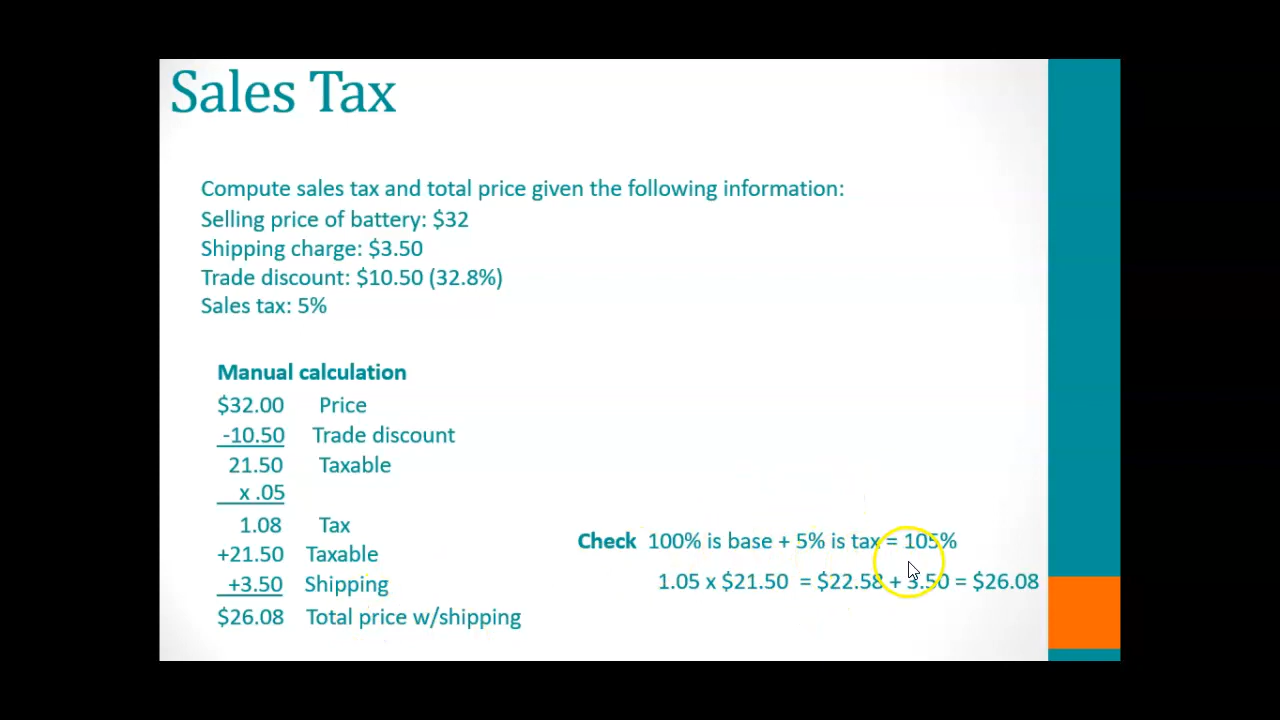 Sales Tax
Compute sales tax and total price given the following information:
Selling price of battery: $32
Shipping charge: $3.50
Trade discount: $10.50 (32.8%)
Sales tax: 5%
Manual calculation
$32.00 Price
-10.50 Trade discount
21.50 Taxable
x .05
1.08 Tax
+21.50 Taxable
+3.50 Shipping
$26.08 Total price w/shipping
Check 100% is base + 5% is tax = 105%
1.05 x $21.50 = $22.58 + 3.50 = $26.08